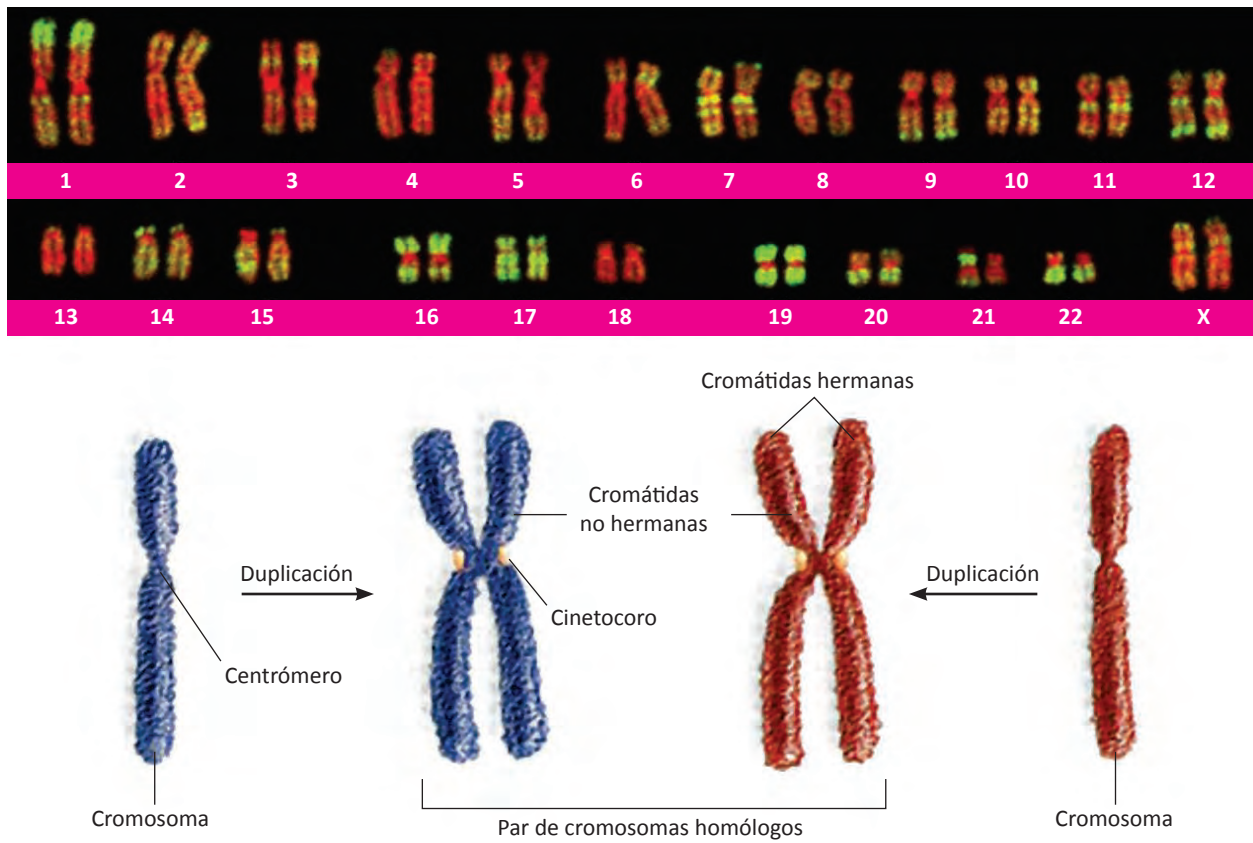 1 2 3 4 5 6 7 8 9 10 11 12
13 14 15 16 17 18 19 20 21 22 X
Cromátidas hermanas
Cromátidas
no hermanas
Duplicación
Duplicación
Cinetocoro
Centrómero
Cromosoma
Par de cromosomas homólogos
Cromosoma